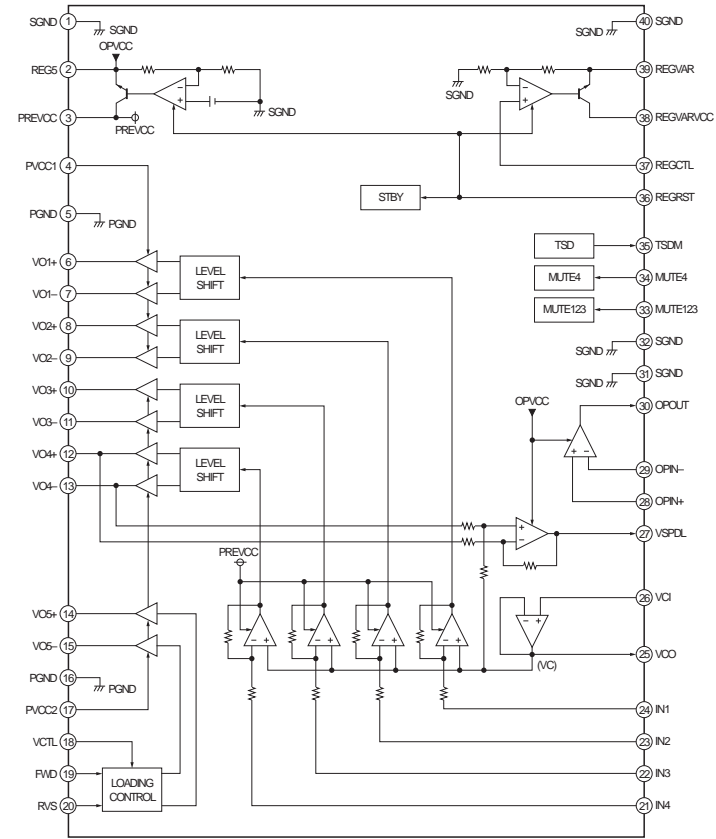 SGND 1
SGND
OPVCC
REG5 2
SGND
PREVCC 3
PREVCC
PVCC1 4
PGND 5
PGND
VO1+ 6
VO1– 7
LEVEL
SHIFT
VO2+ 8
VO2– 9
LEVEL
SHIFT
VO3+ 10
VO3– 11
LEVEL
SHIFT
VO4+ 12
VO4– 13
LEVEL
SHIFT
PREVCC
VO5+ 14
VO5– 15
PGND 16
PGND
PVCC2 17
VCTL 18
FWD 19
RVS 20
LOADING
CONTROL
40 SGND
SGND
39 REGVAR
SGND
38 REGVARVCC
37 REGCTL
36 REGRST
STBY
35 TSDM
TSD
34 MUTE4
MUTE4
33 MUTE123
MUTE123
32 SGND
SGND
31 SGND
SGND
30 OPOUT
OPVCC
29 OPIN–
28 OPIN+
27 VSPDL
26 VCI
25 VCO
(VC)
24 IN1
23 IN2
22 IN3
21 IN4
– +
– +
– +
– +
– +
+ –
+
–
–
+
–
+